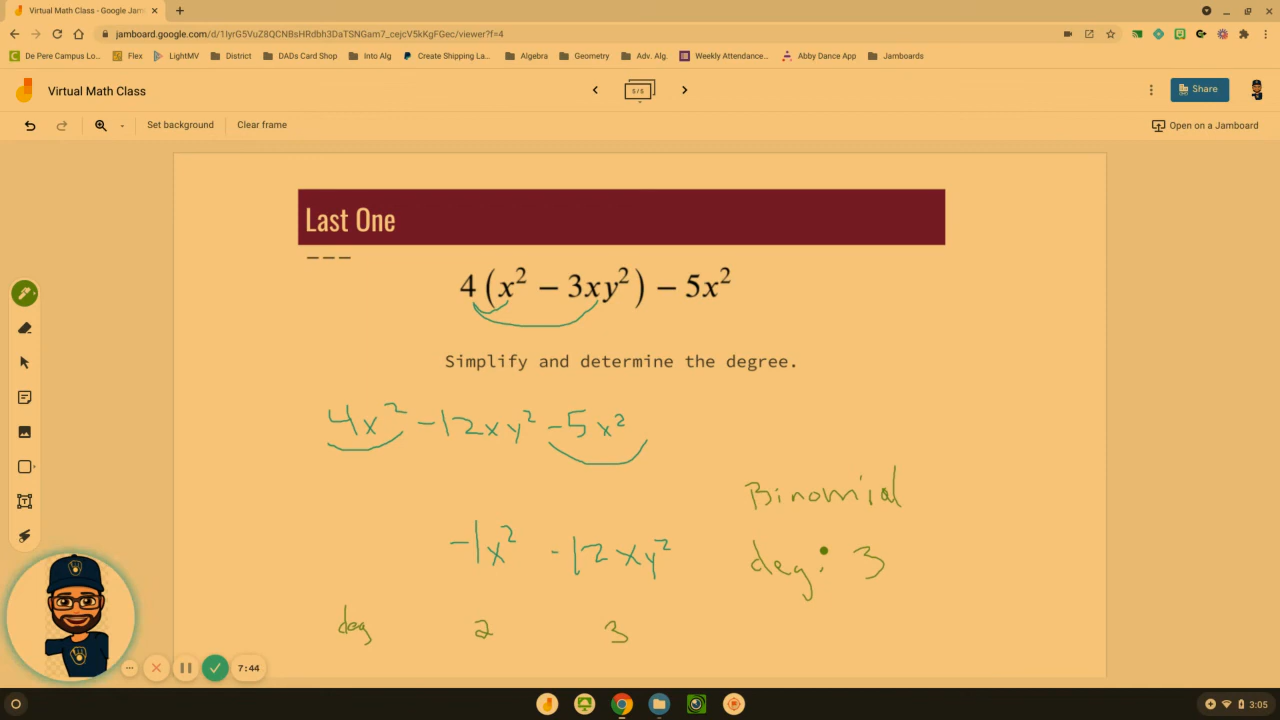 Virtual Math Class - Google Jam
jamboard.google.com/d/1IyrG5VuZ8QCNBsHRdbh3DaTSNGam7_cejcV5kKgFGec/viewer?f=4
De Pere Campus Lo... Flex LightMV District DADs Card Shop Into Alg Create Shipping La... Algebra Geometry Adv. Alg. Weekly Attendance... Abby Dance App Jamboards
Virtual Math Class
5/5
Share
Set background Clear frame
Open on a Jamboard
Last One
4(x² − 3xy²) − 5x²
Simplify and determine the degree.
4x² -12xy² -5x²
Binomial
-1x² -12xy²
deg: 3
deg 2 3
7:44
3:05